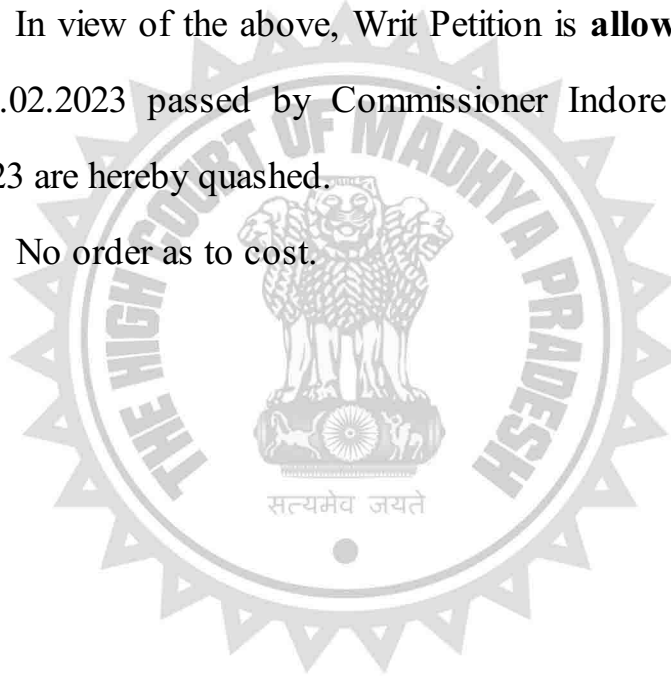 In view of the above, Writ Petition is allow
.02.2023 passed by Commissioner Indore
23 are hereby quashed.
No order as to cost.
THE HIGH COURT OF MADHYA PRADESH
सत्यमेव जयते